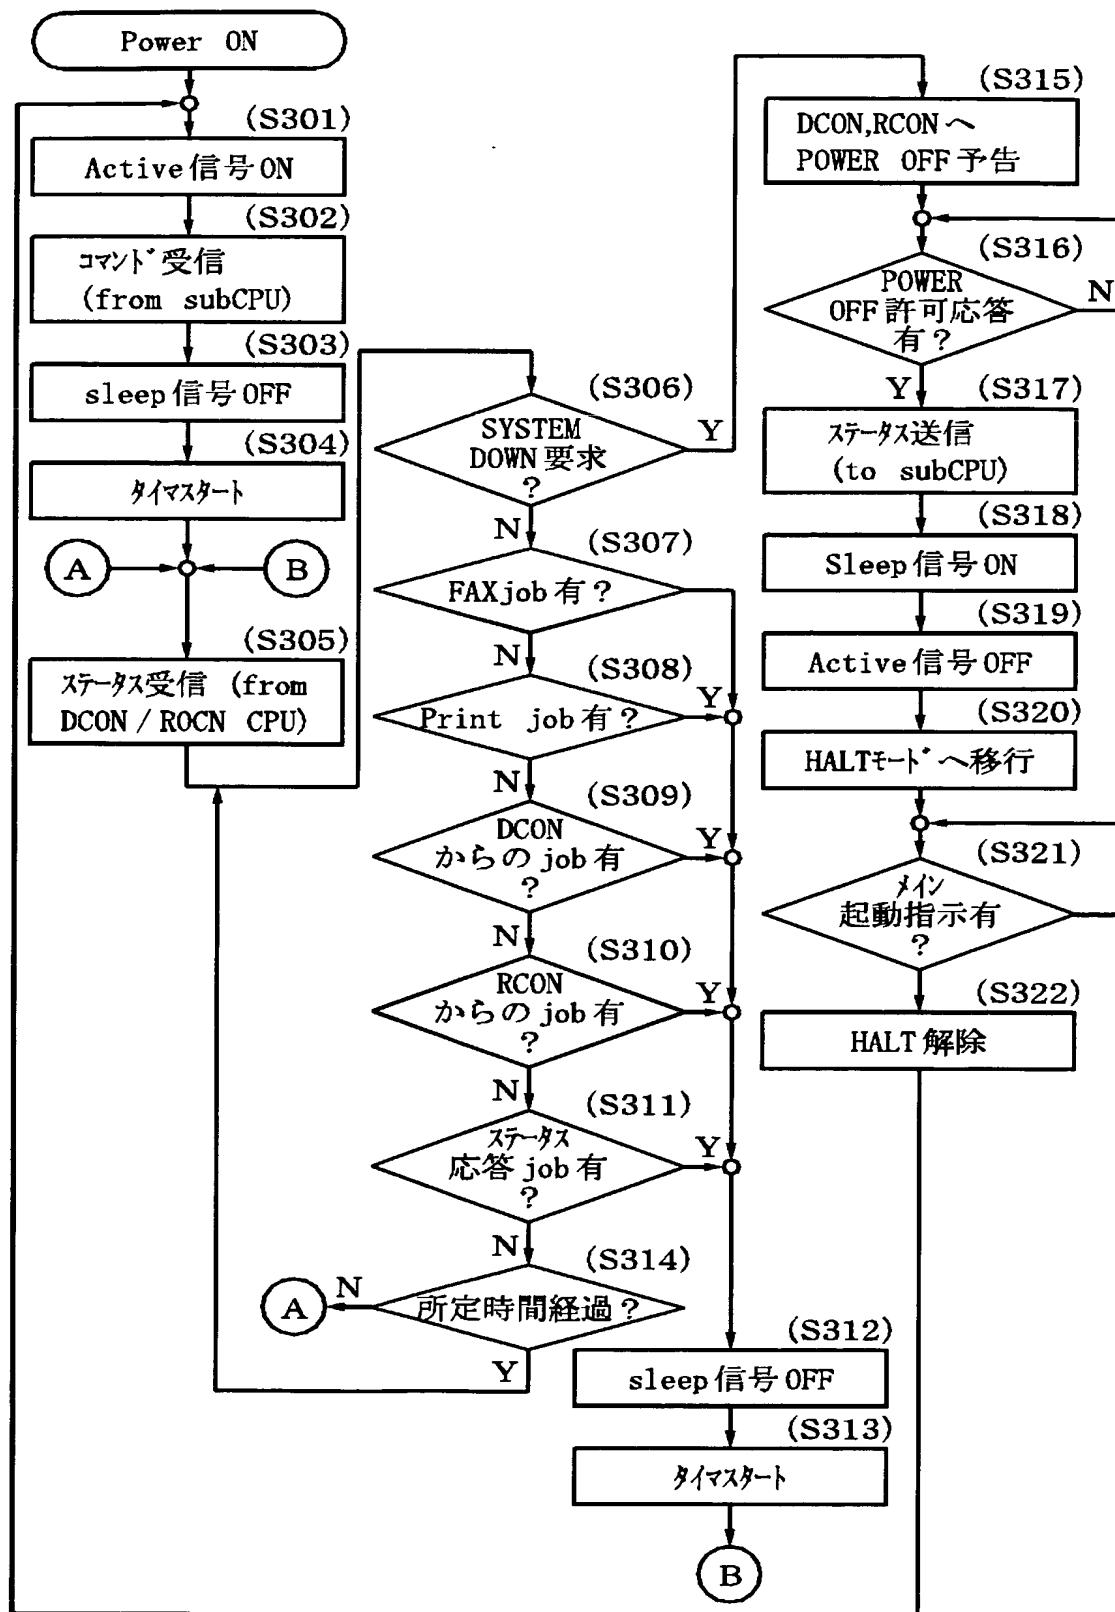 Power ON
(S301)
Active信号ON
(S302)
コマンド受信
(from subCPU)
(S303)
sleep信号OFF
(S304)
タイマスタート
A
B
(S305)
ステータス受信 (from
DCON / ROCN CPU)
(S306)
SYSTEM
DOWN要求
?
Y
N
(S307)
FAXjob有?
N
(S308)
Print job有?
Y
N
(S309)
DCON
からのjob有
?
Y
N
(S310)
RCON
からのjob有
?
Y
N
(S311)
ステータス
応答job有
?
Y
N
(S314)
所定時間経過?
N
A
Y
(S312)
sleep信号OFF
(S313)
タイマスタート
B
(S315)
DCON,RCONへ
POWER OFF予告
(S316)
POWER
OFF許可応答
有?
N
Y
(S317)
ステータス送信
(to subCPU)
(S318)
Sleep信号ON
(S319)
Active信号OFF
(S320)
HALTモードへ移行
(S321)
メイン
起動指示有
?
(S322)
HALT解除